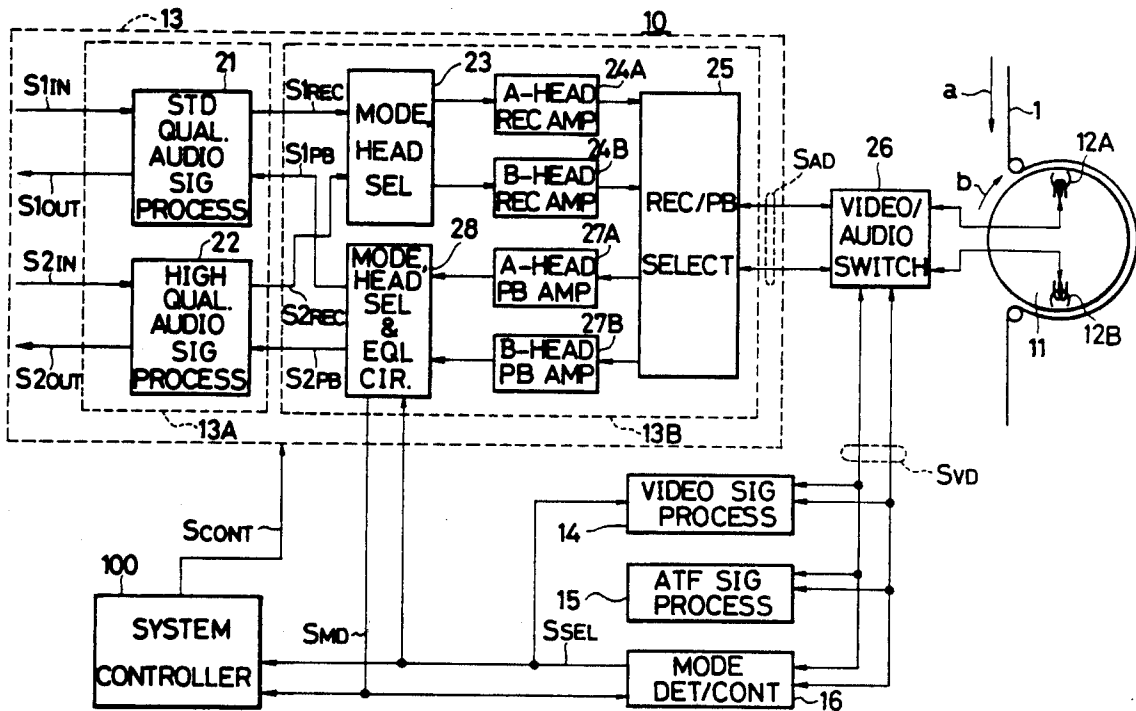 13
10
S1IN
21
STD
QUAL.
AUDIO
SIG
PROCESS
S1OUT
S1REC
S1PB
23
MODE,
HEAD
SEL
24A
A-HEAD
REC AMP
24B
B-HEAD
REC AMP
25
REC/PB
SELECT
SAD
26
VIDEO/
AUDIO
SWITCH
a
1
b
12A
12B
11
S2IN
22
HIGH
QUAL.
AUDIO
SIG
PROCESS
S2OUT
S2REC
S2PB
28
MODE,
HEAD
SEL
&
EQL
CIR.
27A
A-HEAD
PB AMP
27B
B-HEAD
PB AMP
13A
13B
SVD
SCONT
VIDEO SIG
PROCESS
14
ATF SIG
PROCESS
15
100
SYSTEM
CONTROLLER
SMD
SSEL
MODE
DET/CONT
16